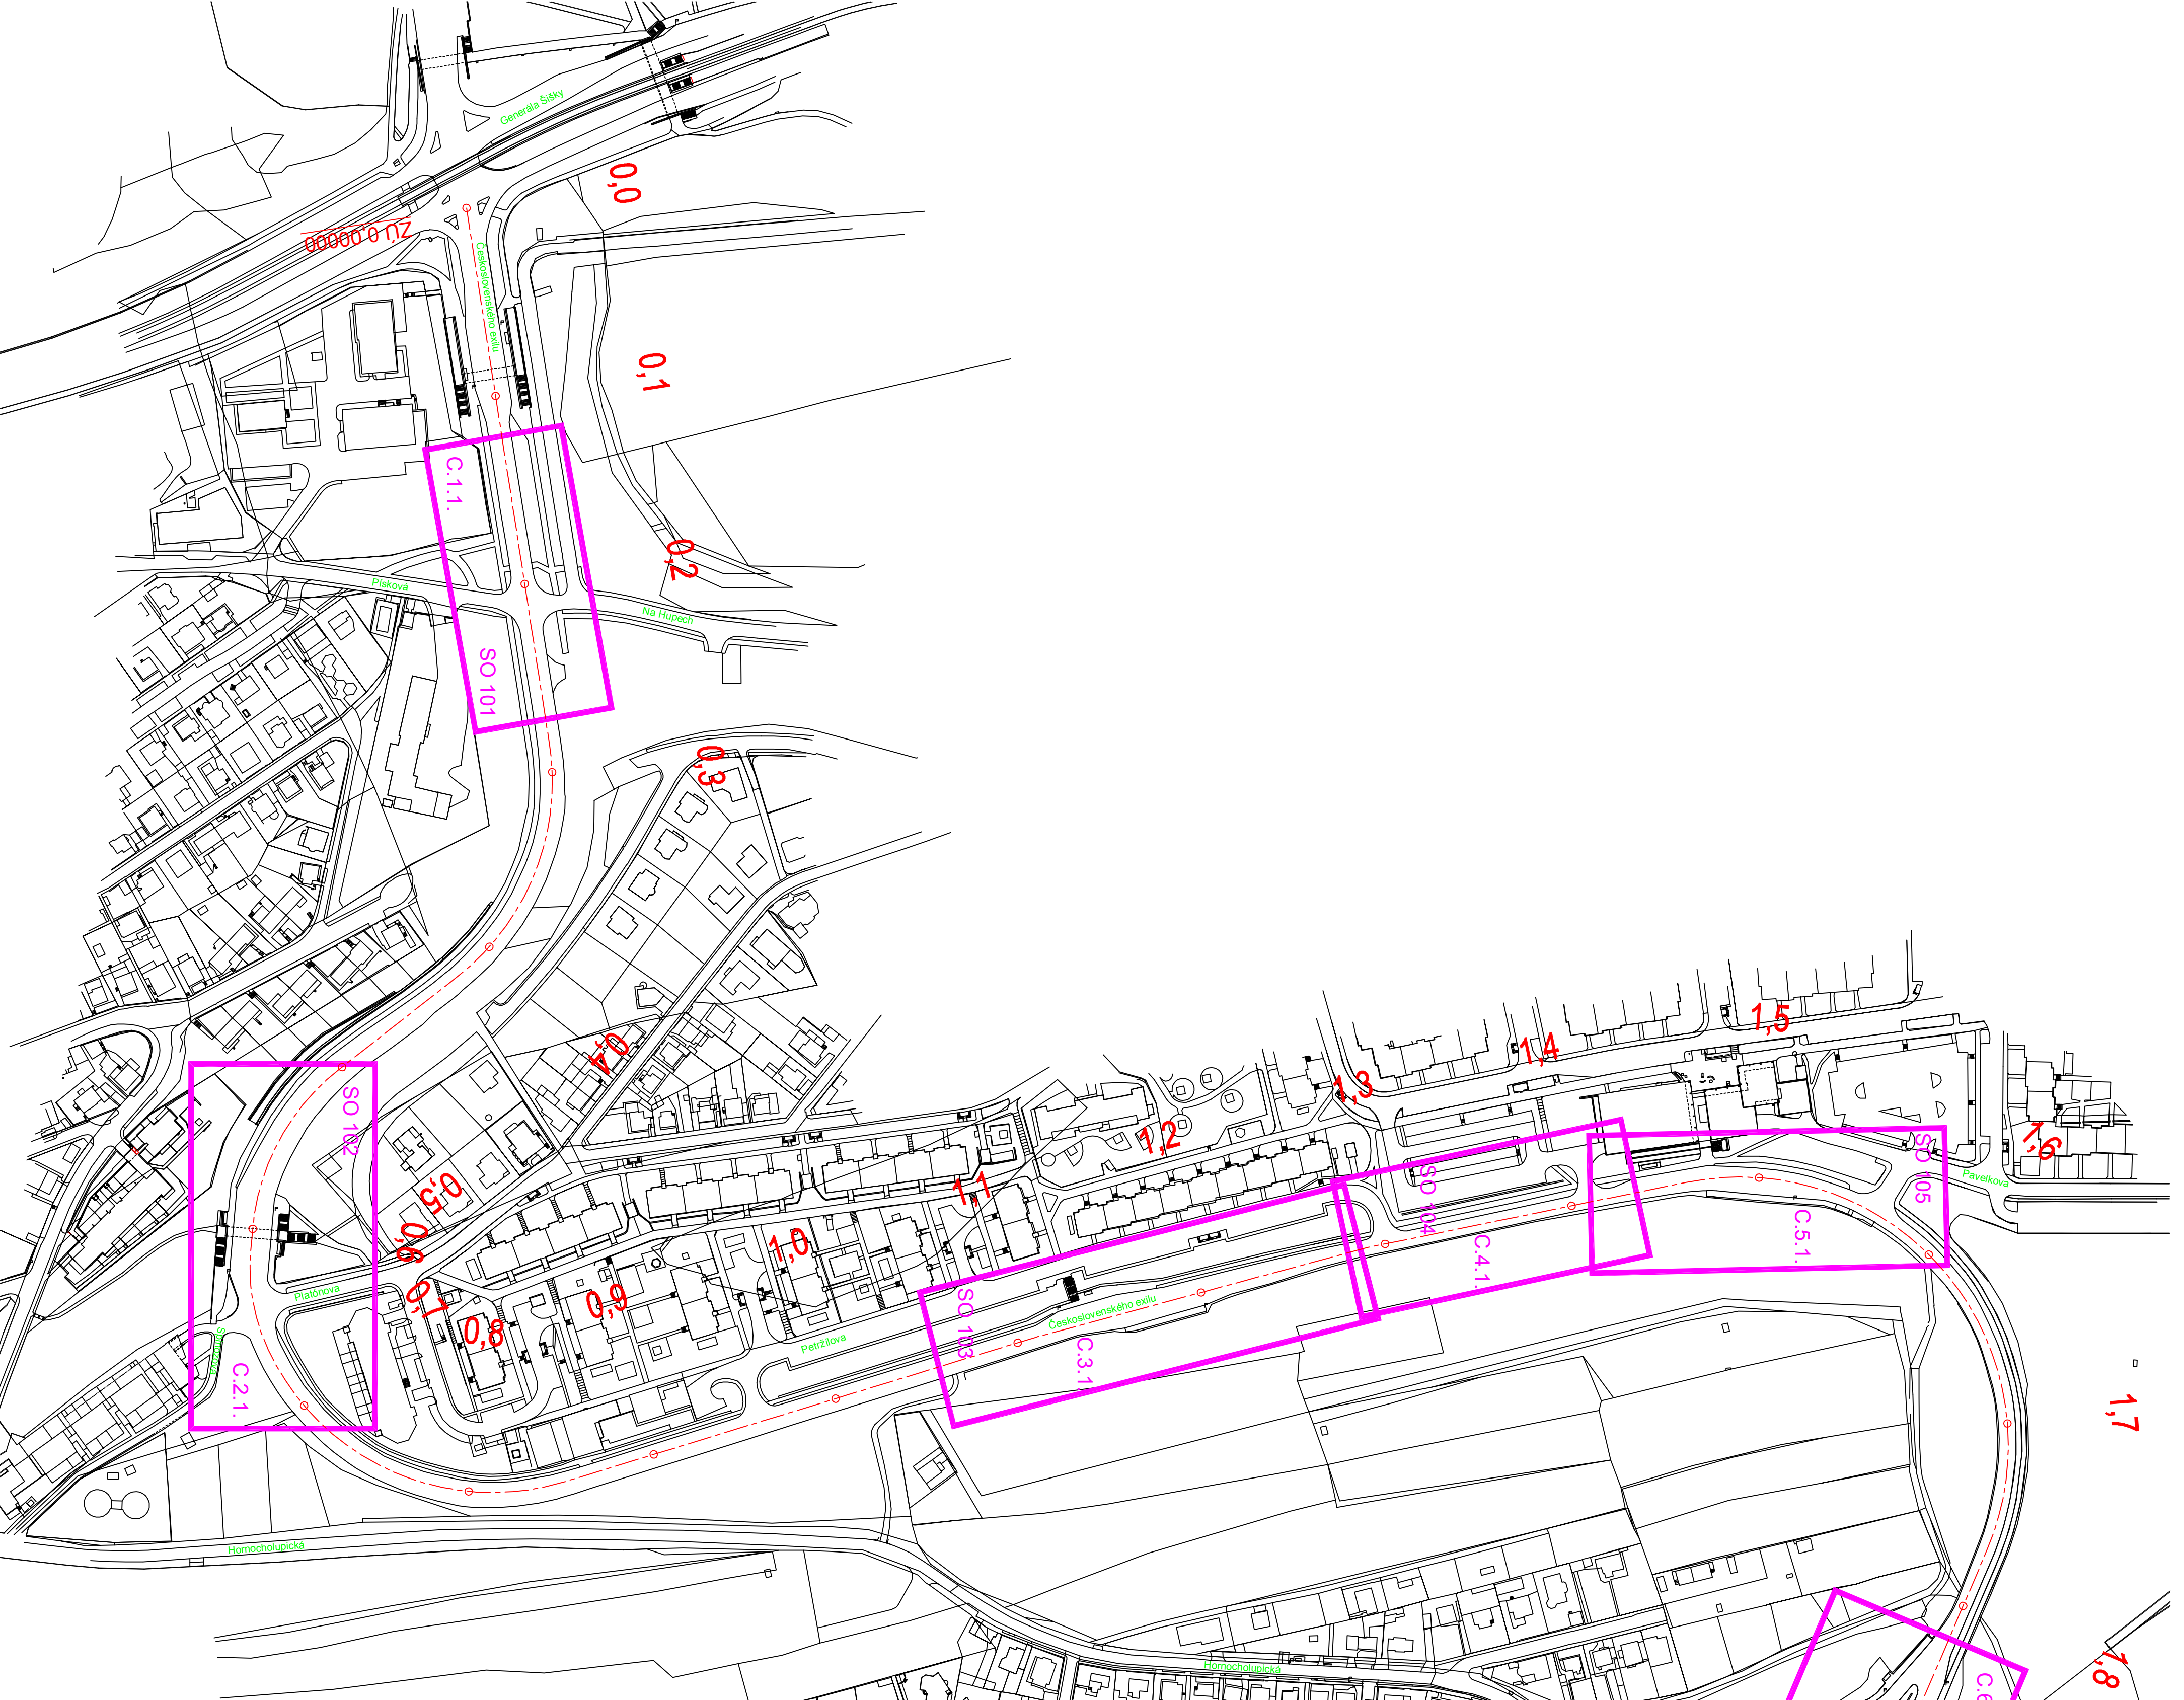 Generála Šišky
0,0
ZÚ 0.00000
Československého exilu
0,1
C.1.1.
0,2
Písková
Na Hupech
SO 101
0,3
0,4
1,5
1,4
1,3
SO 102
1,2
1,6
SO 104
SO 105
Pavelkova
0,5
1,1
0,6
1,0
C.5.1.
C.4.1.
Platónova
0,7
0,9
0,8
SO 103
Československého exilu
Petržílova
C.3.1.
C.2.1.
1,7
Hornocholupická
Hornocholupická
1,8